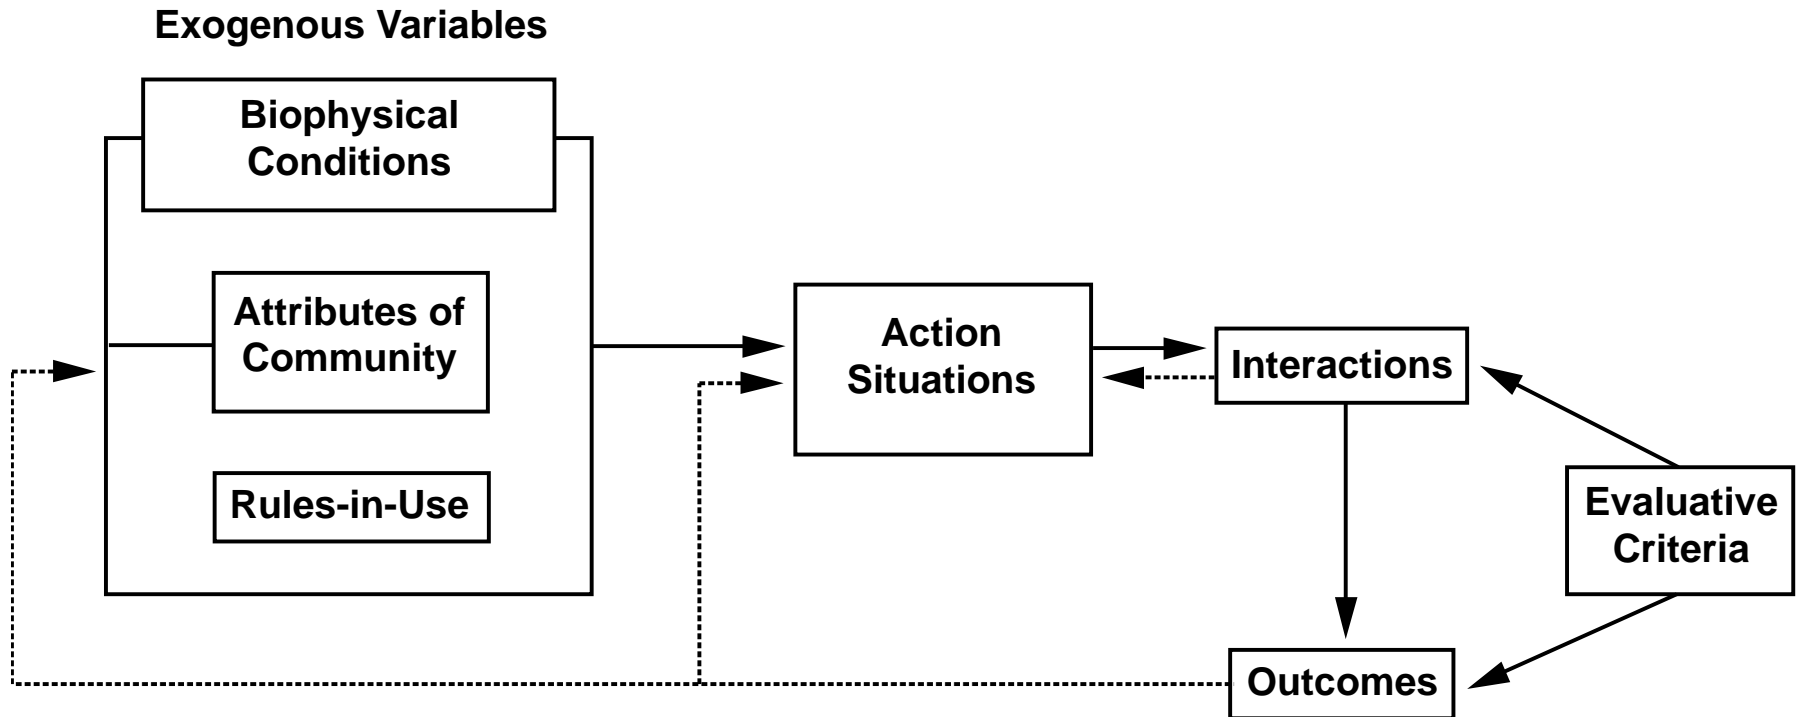 Exogenous Variables
Biophysical
Conditions
Attributes of
Community
Rules-in-Use
Action
Situations
Interactions
Evaluative
Criteria
Outcomes